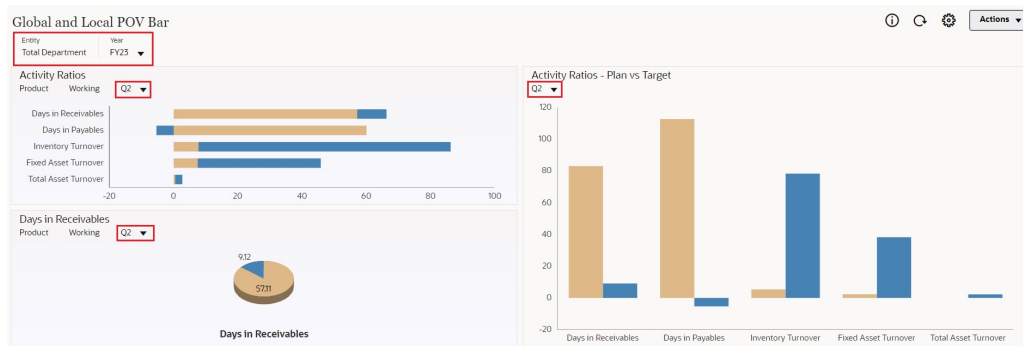 Global and Local POV Bar
Actions
Entity Year
Total Department FY23
Activity Ratios
Product Working Q2
Days in Receivables
Days in Payables
Inventory Turnover
Fixed Asset Turnover
Total Asset Turnover
-20 0 20 40 60 80 100
Days in Receivables
Product Working Q2
9.12
57.11
Days in Receivables
Activity Ratios - Plan vs Target
Q2
120
100
80
60
40
20
0
-20
Days in Receivables Days in Payables Inventory Turnover Fixed Asset Turnover Total Asset Turnover